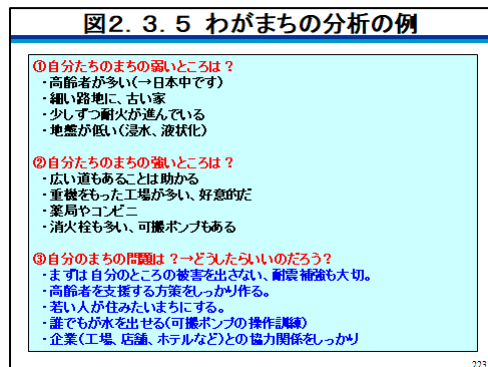 図2.3.5 わがまちの分析の例
①自分たちのまちの弱いところは?
・高齢者が多い(→日本中です)
・細い路地に、古い家
・少しずつ耐火が進んでいる
・地盤が低い(浸水、液状化)
②自分たちのまちの強いところは?
・広い道もあることは助かる
・重機をもった工場が多い、好意的だ
・薬局やコンビニ
・消火栓も多い、可搬ポンプもある
③自分のまちの問題は?→どうしたらいいのだろう?
・まずは自分のところの被害を出さない、耐震補強も大切。
・高齢者を支援する方策をしっかり作る。
・若い人が住みたいまちにする。
・誰でもが水を出せる(可搬ポンプの操作訓練)
・企業(工場、店舗、ホテルなど)との協力関係をしっかり
223